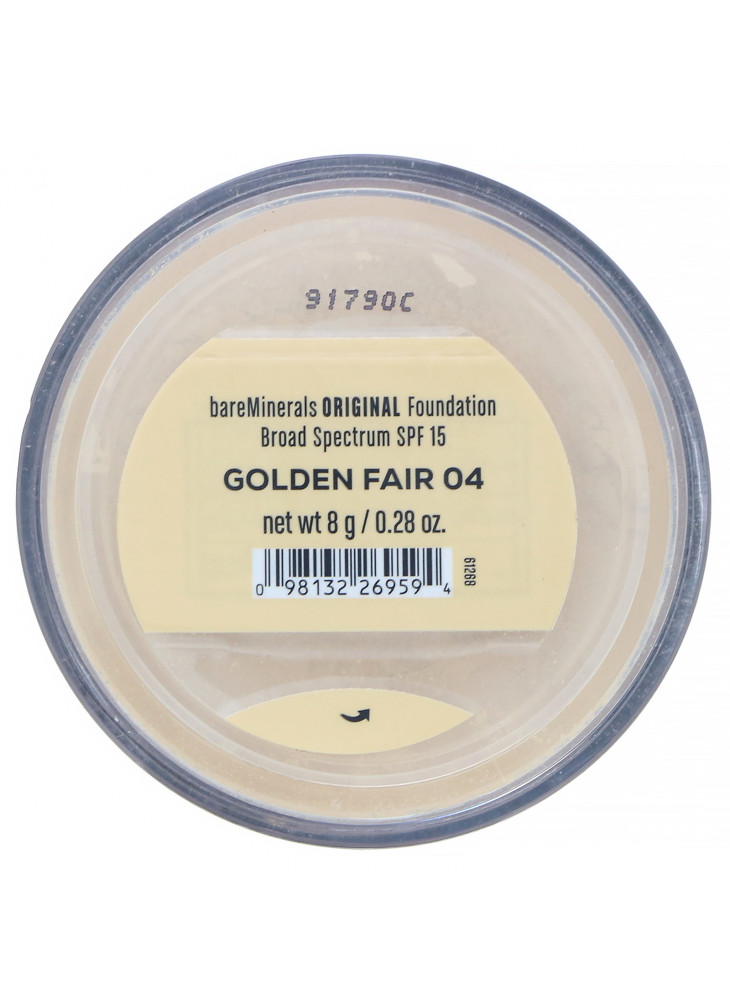 91790C
bareMinerals ORIGINAL Foundation
Broad Spectrum SPF 15
GOLDEN FAIR 04
net wt 8 g / 0.28 oz.
0 98132 26959 4
61268